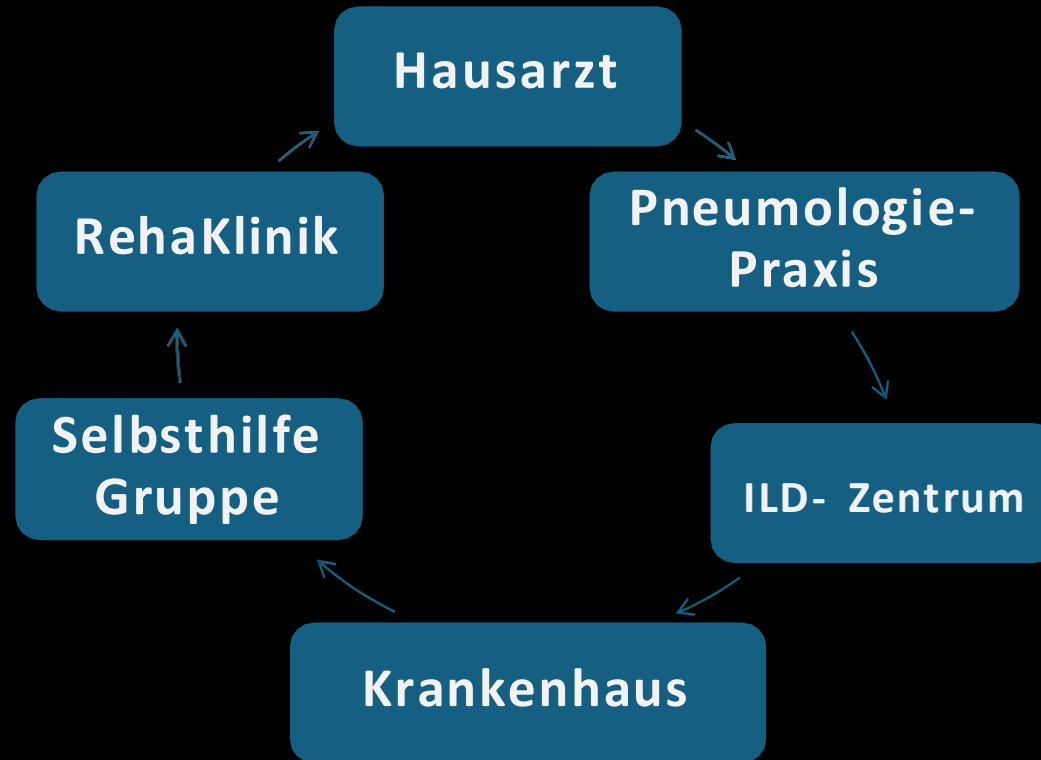 Hausarzt
Pneumologie-
Praxis
ILD- Zentrum
Krankenhaus
Selbsthilfe
Gruppe
RehaKlinik